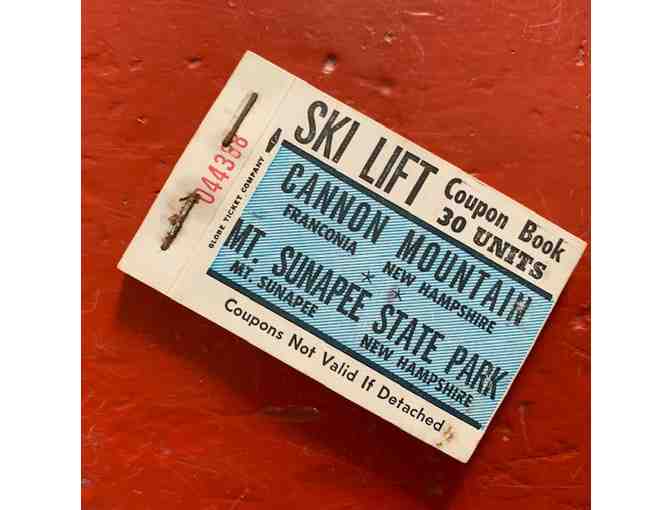 044398
GLOBE TICKET COMPANY
SKI LIFT Coupon Book
30 UNITS
CANNON MOUNTAIN
FRANCONIA NEW HAMPSHIRE
MT. SUNAPEE STATE PARK
MT. SUNAPEE NEW HAMPSHIRE
Coupons Not Valid If Detached